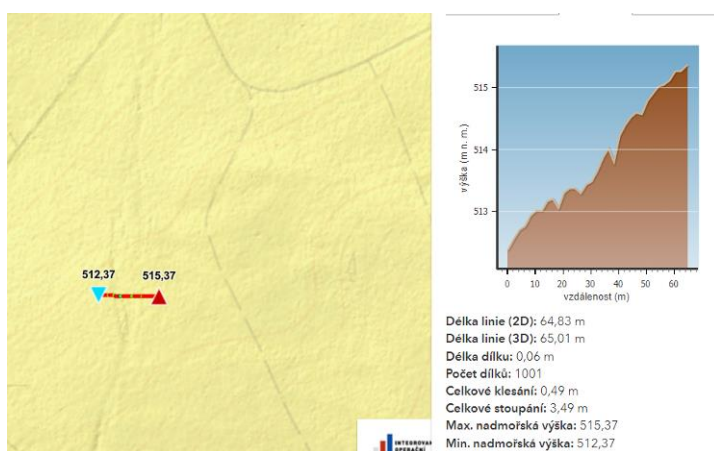 512,37 515,37
INTEGROVAN
OPERAČNÍ
515
514
513
výška (m n. m.)
0 10 20 30 40 50 60
vzdálenost (m)
Délka linie (2D): 64,83 m
Délka linie (3D): 65,01 m
Délka dílku: 0,06 m
Počet dílků: 1001
Celkové klesání: 0,49 m
Celkové stoupání: 3,49 m
Max. nadmořská výška: 515,37
Min. nadmořská výška: 512,37